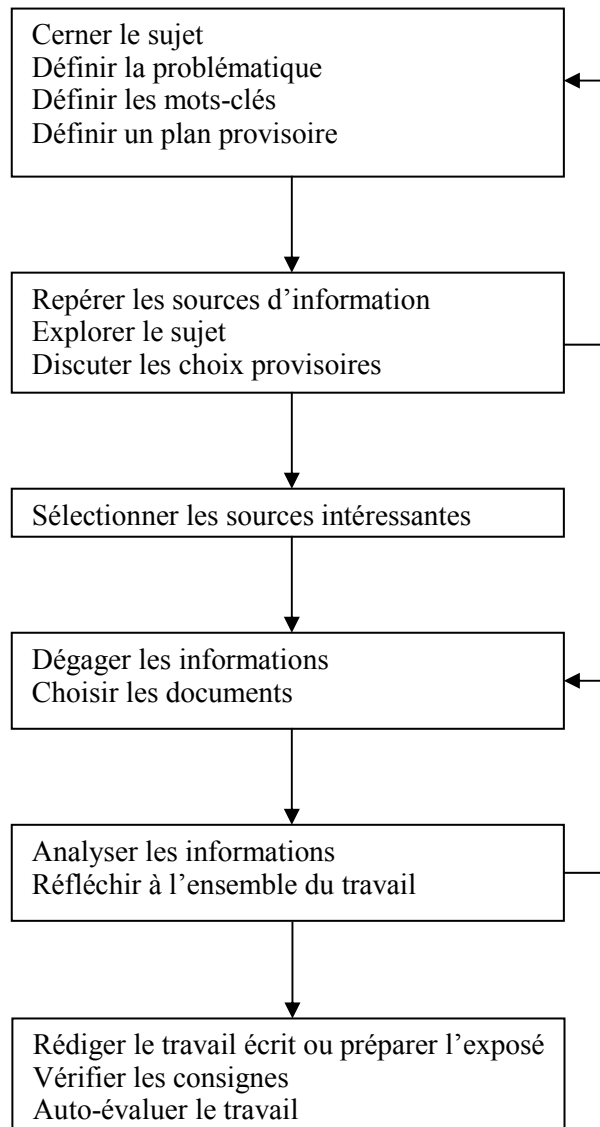 Cerner le sujet
Définir la problématique
Définir les mots-clés
Définir un plan provisoire
Repérer les sources d’information
Explorer le sujet
Discuter les choix provisoires
Sélectionner les sources intéressantes
Dégager les informations
Choisir les documents
Analyser les informations
Réfléchir à l’ensemble du travail
Rédiger le travail écrit ou préparer l’exposé
Vérifier les consignes
Auto-évaluer le travail